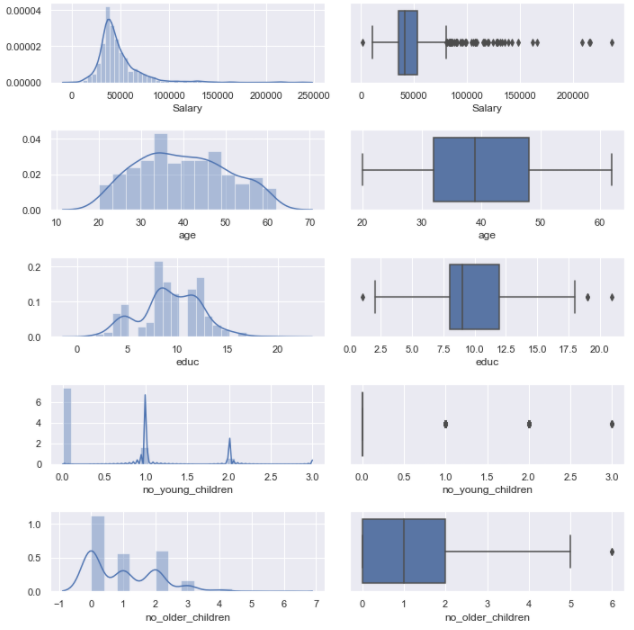 0.00004
0.00002
0.00000
0 50000 100000 150000 200000 250000
Salary
0 50000 100000 150000 200000
Salary
0.04
0.02
0.00
10 20 30 40 50 60 70
age
20 30 40 50 60
age
0.2
0.1
0.0
0 5 10 15 20
educ
0.0 2.5 5.0 7.5 10.0 12.5 15.0 17.5 20.0
educ
6
4
2
0
0.0 0.5 1.0 1.5 2.0 2.5 3.0
no_young_children
0.0 0.5 1.0 1.5 2.0 2.5 3.0
no_young_children
1.0
0.5
0.0
−1 0 1 2 3 4 5 6 7
no_older_children
0 1 2 3 4 5 6
no_older_children